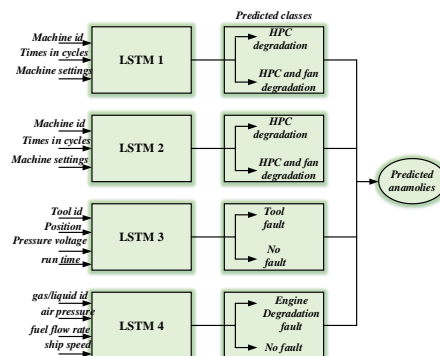 Predicted classes
Machine id
Times in cycles
Machine settings
LSTM 1
HPC
degradation
HPC and fan
degradation
Machine id
Times in cycles
Machine settings
LSTM 2
HPC
degradation
HPC and fan
degradation
Predicted
anamolies
Tool id
Position
Pressure voltage
run time
LSTM 3
Tool
fault
No
fault
gas/liquid id
air pressure
fuel flow rate
ship speed
LSTM 4
Engine
Degradation
fault
No fault